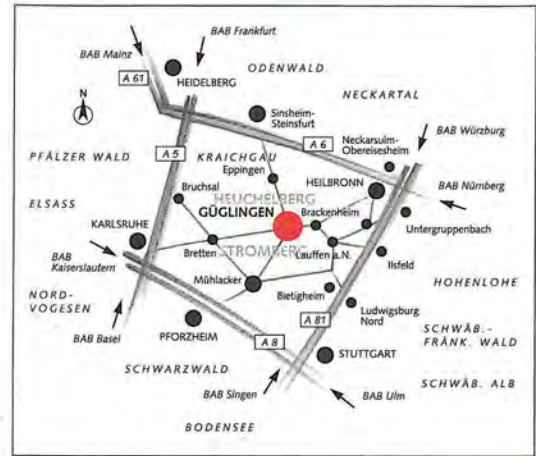 BAB Frankfurt
BAB Mainz
A 61
HEIDELBERG
ODENWALD
N
NECKARTAL
Sinsheim-
Steinsfurt
A 6
BAB Würzburg
PFÄLZER WALD
A 5
KRAICHGAU
Neckarsulm-
Obereisesheim
Eppingen
HEILBRONN
BAB Nürnberg
Bruchsal
ELSASS
HEUCHELBERG
GÜGLINGEN
Brackenheim
Untergruppenbach
KARLSRUHE
STROMBERG
Bretten
Lauffen a.N.
Ilsfeld
BAB
Kaiserslautern
Mühlacker
HOHENLOHE
NORD-
VOGESEN
Bietigheim
Ludwigsburg
Nord
BAB Basel
PFORZHEIM
A 8
A 81
SCHWÄB.-
FRÄNK. WALD
STUTTGART
SCHWARZWALD
BAB Singen
BAB Ulm
SCHWÄB. ALB
BODENSEE